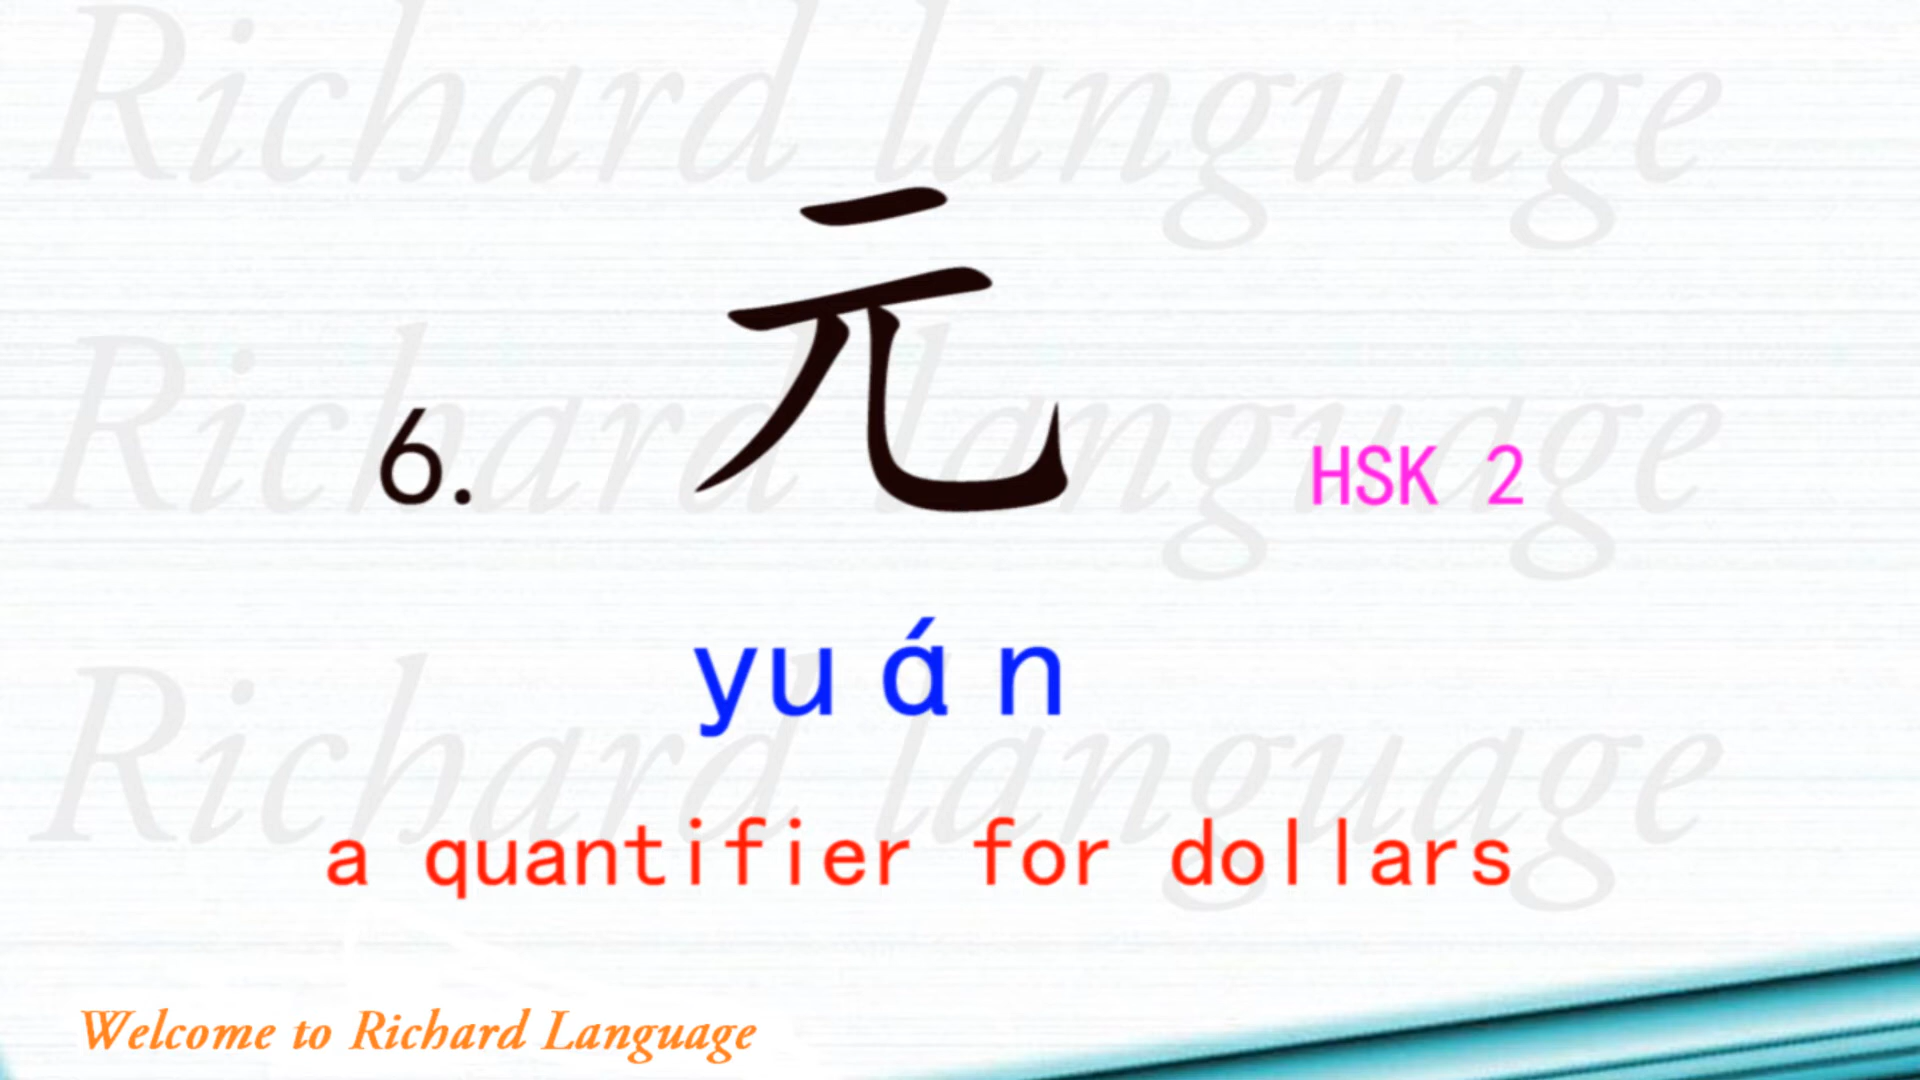 Richard language
元
6.
HSK 2
Richard language
yuán
Richard language
a quantifier for dollars
Welcome to Richard Language